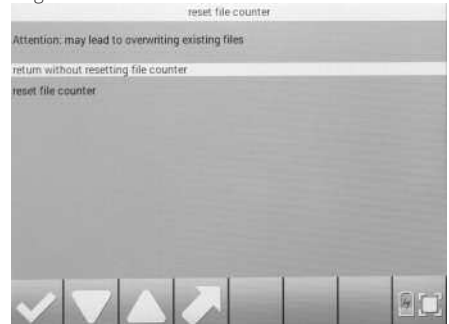 reset file counter
Attention: may lead to overwriting existing files
return without resetting file counter
reset file counter